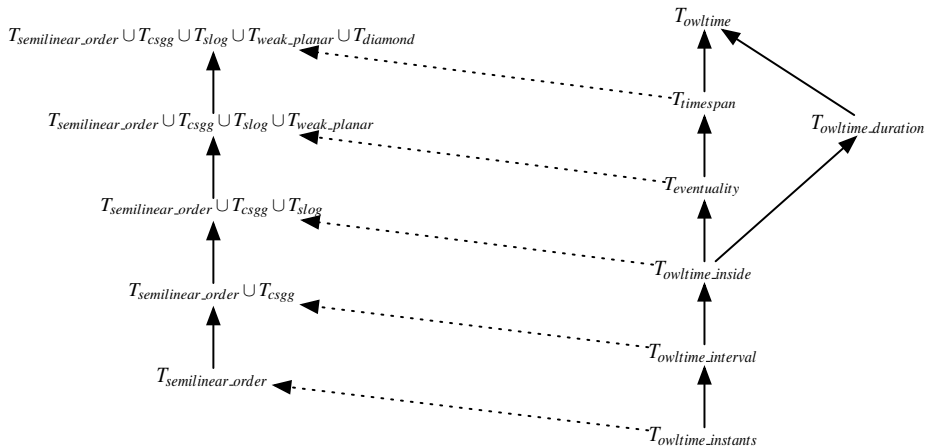 T_semilinear_order ∪ T_csgg ∪ T_slog ∪ T_weak_planar ∪ T_diamond
T_owltime
T_timespan
T_semilinear_order ∪ T_csgg ∪ T_slog ∪ T_weak_planar
T_owltime_duration
T_eventuality
T_semilinear_order ∪ T_csgg ∪ T_slog
T_owltime_inside
T_semilinear_order ∪ T_csgg
T_owltime_interval
T_semilinear_order
T_owltime_instants